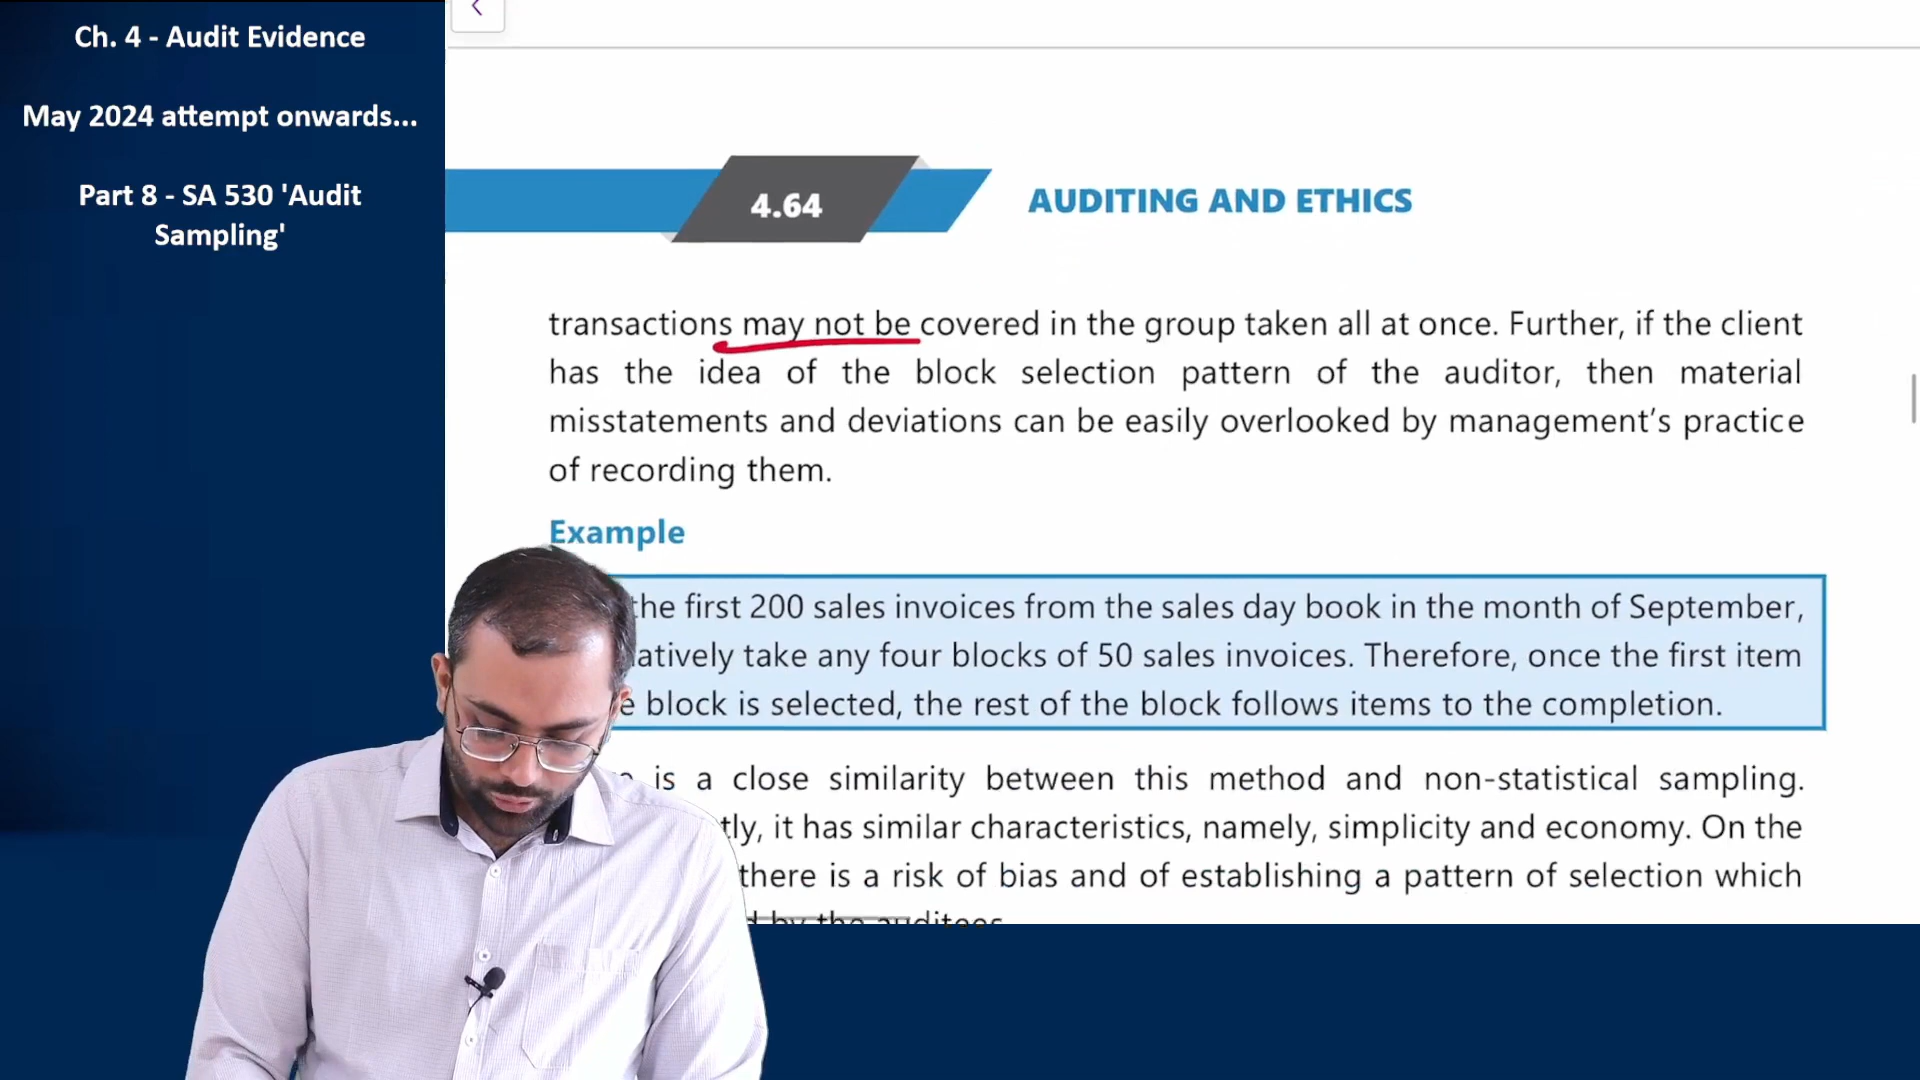 Ch. 4 - Audit Evidence
May 2024 attempt onwards...
Part 8 - SA 530 'Audit
Sampling'
4.64
AUDITING AND ETHICS
transactions may not be covered in the group taken all at once. Further, if the client
has the idea of the block selection pattern of the auditor, then material
misstatements and deviations can be easily overlooked by management's practice
of recording them.
Example
the first 200 sales invoices from the sales day book in the month of September,
atively take any four blocks of 50 sales invoices. Therefore, once the first item
e block is selected, the rest of the block follows items to the completion.
is a close similarity between this method and non-statistical sampling.
tly, it has similar characteristics, namely, simplicity and economy. On the
there is a risk of bias and of establishing a pattern of selection which
by the auditees